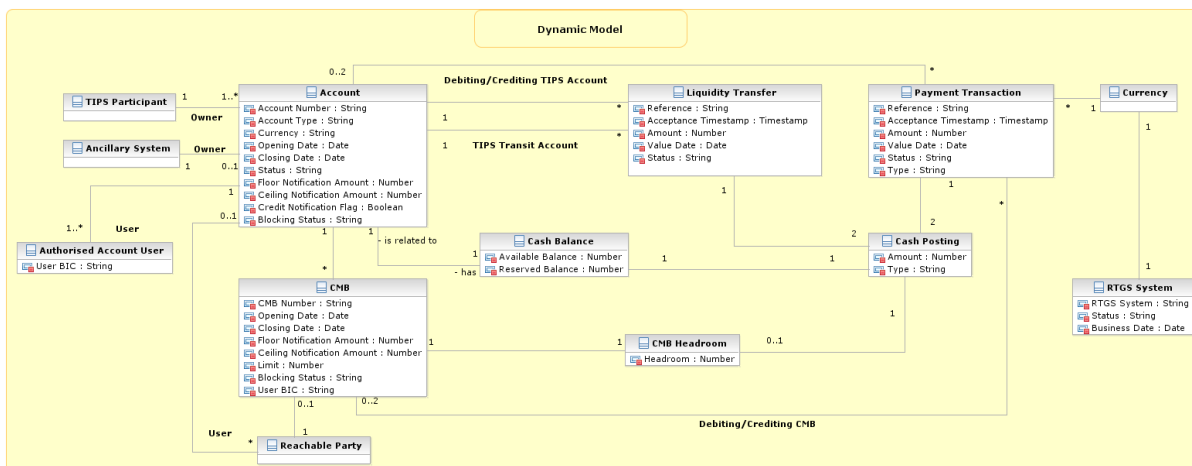 Dynamic Model
0..2
*
Debiting/Crediting TIPS Account
TIPS Participant
1
1..*
Owner
Account
Account Number : String
Account Type : String
Currency : String
Opening Date : Date
Closing Date : Date
Status : String
Floor Notification Amount : Number
Ceiling Notification Amount : Number
Credit Notification Flag : Boolean
Blocking Status : String
1
*
1
*
TIPS Transit Account
Liquidity Transfer
Reference : String
Acceptance Timestamp : Timestamp
Amount : Number
Value Date : Date
Status : String
Payment Transaction
Reference : String
Acceptance Timestamp : Timestamp
Amount : Number
Value Date : Date
Status : String
Type : String
*
1
Currency
1
Ancillary System
Owner
1
0..1
1
0..1
1..*
User
Authorised Account User
User BIC : String
1
1
- is related to
1
- has
Cash Balance
Available Balance : Number
Reserved Balance : Number
1
1
1
2
1
2
*
Cash Posting
Amount : Number
Type : String
1
RTGS System
RTGS System : String
Status : String
Business Date : Date
*
CMB
CMB Number : String
Opening Date : Date
Closing Date : Date
Floor Notification Amount : Number
Ceiling Notification Amount : Number
Limit : Number
Blocking Status : String
User BIC : String
1
1
CMB Headroom
Headroom : Number
0..1
1
0..1
0..2
Debiting/Crediting CMB
User
*
1
Reachable Party